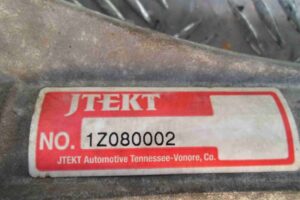 JTEKT
NO. 1Z080002
JTEKT Automotive Tennessee-Vonore, Co.